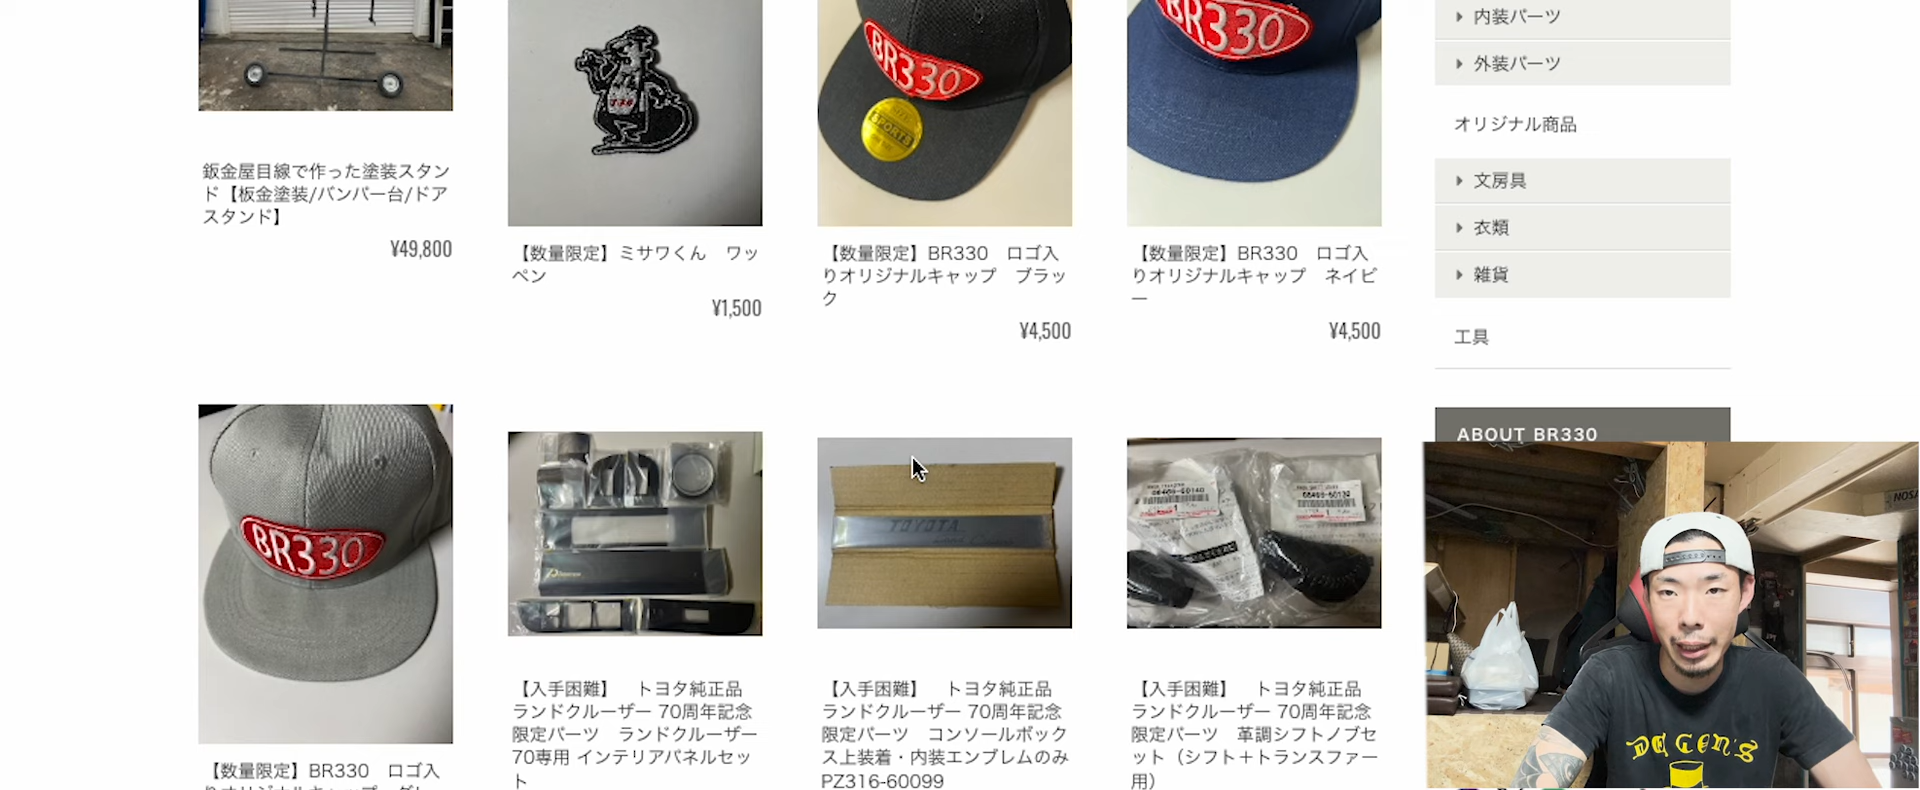 内装パーツ
外装パーツ
オリジナル商品
文房具
衣類
雑貨
工具
ABOUT BR330
鈑金屋目線で作った塗装スタン
ド【板金塗装/バンパー台/ドア
スタンド】
¥49,800
【数量限定】ミサワくん　ワッ
ペン
¥1,500
BR330
SPORTS
【数量限定】BR330　ロゴ入
りオリジナルキャップ　ブラッ
ク
¥4,500
BR330
【数量限定】BR330　ロゴ入
りオリジナルキャップ　ネイビ
ー
¥4,500
BR330
【数量限定】BR330　ロゴ入
【入手困難】　トヨタ純正品
ランドクルーザー 70周年記念
限定パーツ　ランドクルーザー
70専用 インテリアパネルセッ
ト
TOYOTA
【入手困難】　トヨタ純正品
ランドクルーザー 70周年記念
限定パーツ　コンソールボック
ス上装着・内装エンブレムのみ
PZ316-60099
【入手困難】　トヨタ純正品
ランドクルーザー 70周年記念
限定パーツ　革調シフトノブセ
ット（シフト＋トランスファー
用）